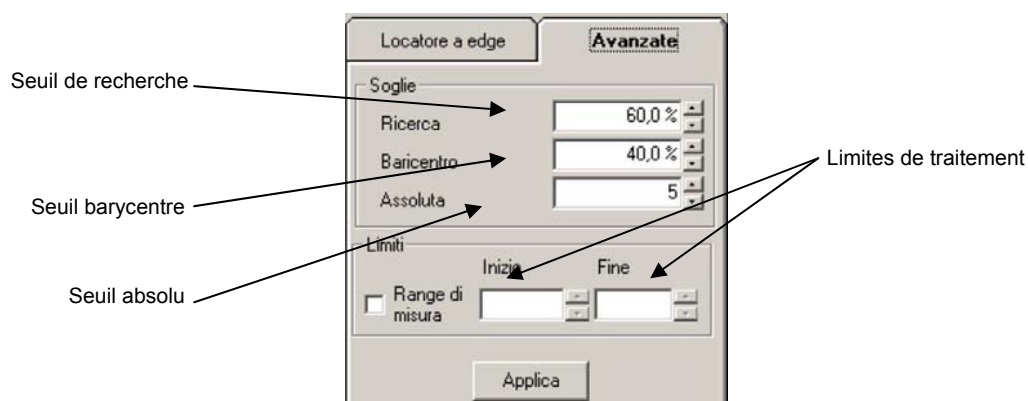 Locatore a edge
Avanzate
Seuil de recherche
Soglie
Ricerca
60,0 %
Baricentro
40,0 %
Limites de traitement
Assoluta
5
Seuil barycentre
Limiti
Inizio
Fine
Seuil absolu
Range di
misura
Applica